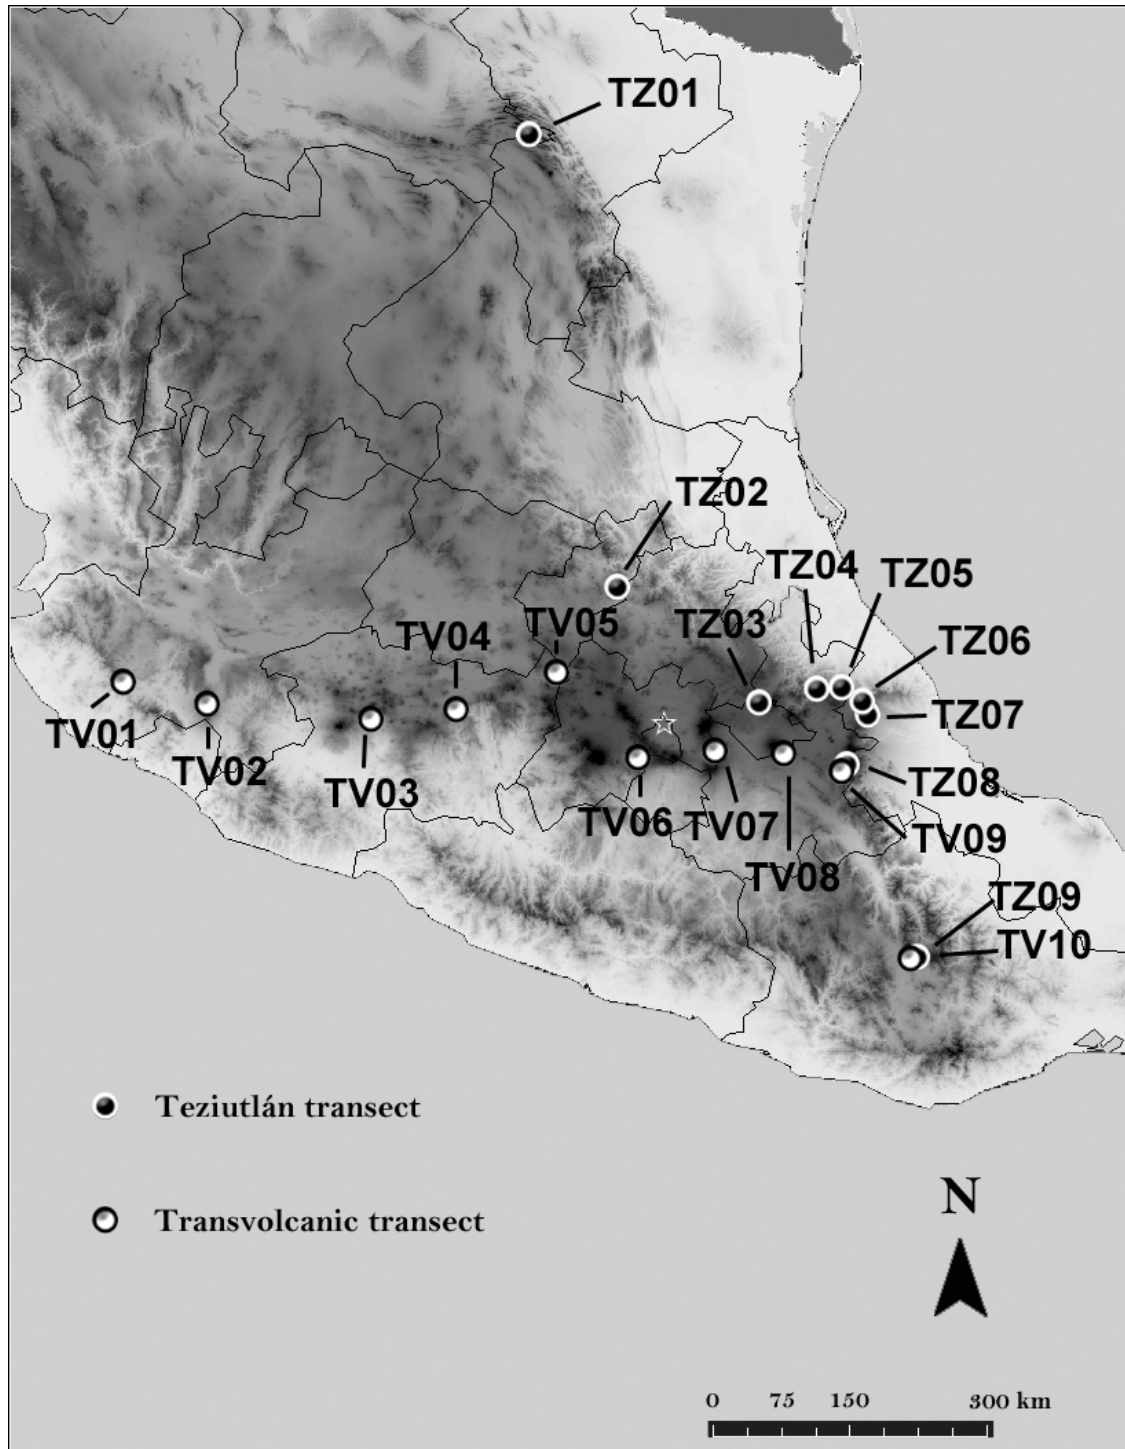 TZ01
TZ02
TZ04
TZ05
TV05
TZ03
TV04
TZ06
TV01
TZ07
TV02
TV03
TZ08
TV06
TV07
TV09
TV08
TZ09
TV10
Teziutlán transect
Transvolcanic transect
N
0 75 150 300 km